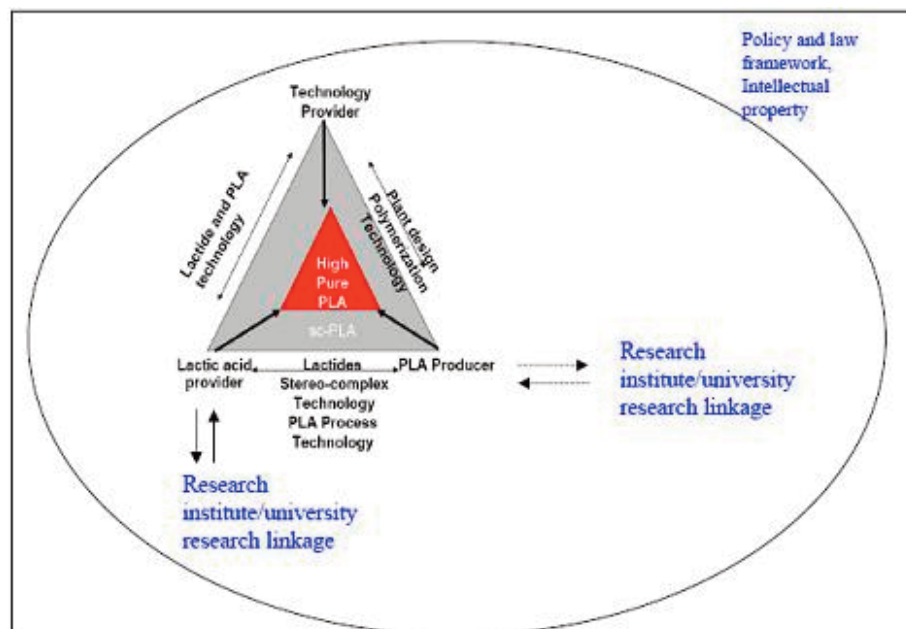 Policy and law
framework,
Intellectual
property
Technology
Provider
Lactide and PLA
technology
Plant design
Polymerization
Technology
High
Pure
PLA
sc-PLA
Lactic acid
provider
Lactides
Stereo-complex
Technology
PLA Process
Technology
PLA Producer
Research
institute/university
research linkage
Research
institute/university
research linkage